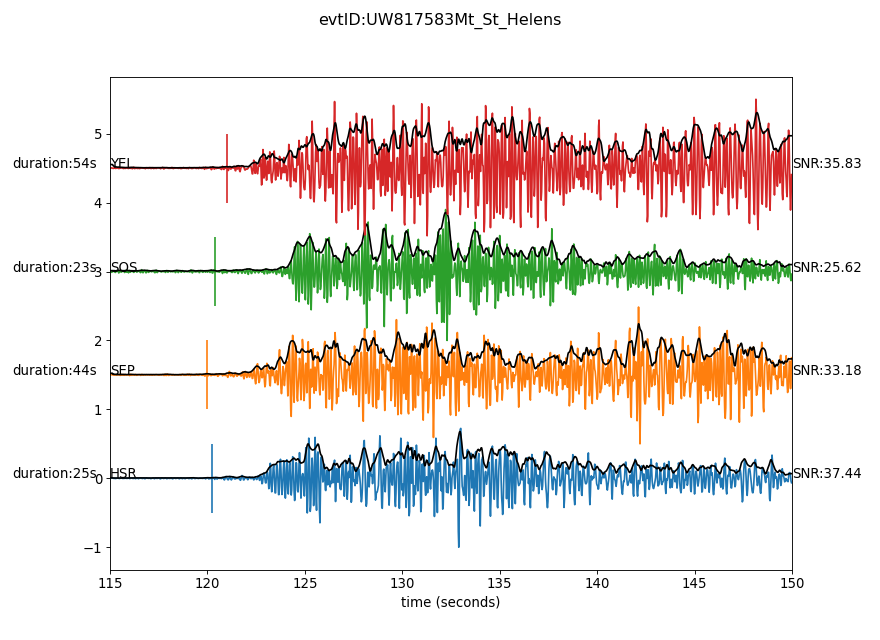 evtID:UW817583Mt_St_Helens
5
duration:54s YEL SNR:35.83
4
duration:23s 3 SOS SNR:25.62
2
duration:44s SEP SNR:33.18
1
duration:25s 0 HSR SNR:37.44
−1
115 120 125 130 135 140 145 150
time (seconds)